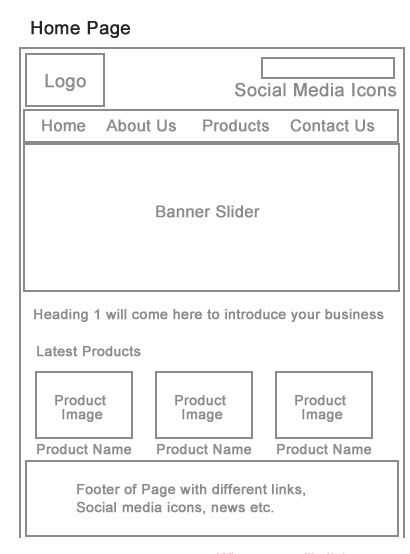 Home Page
Logo
Social Media Icons
Home About Us Products Contact Us
Banner Slider
Heading 1 will come here to introduce your business
Latest Products
Product Image
Product Image
Product Image
Product Name Product Name Product Name
Footer of Page with different links,
Social media icons, news etc.